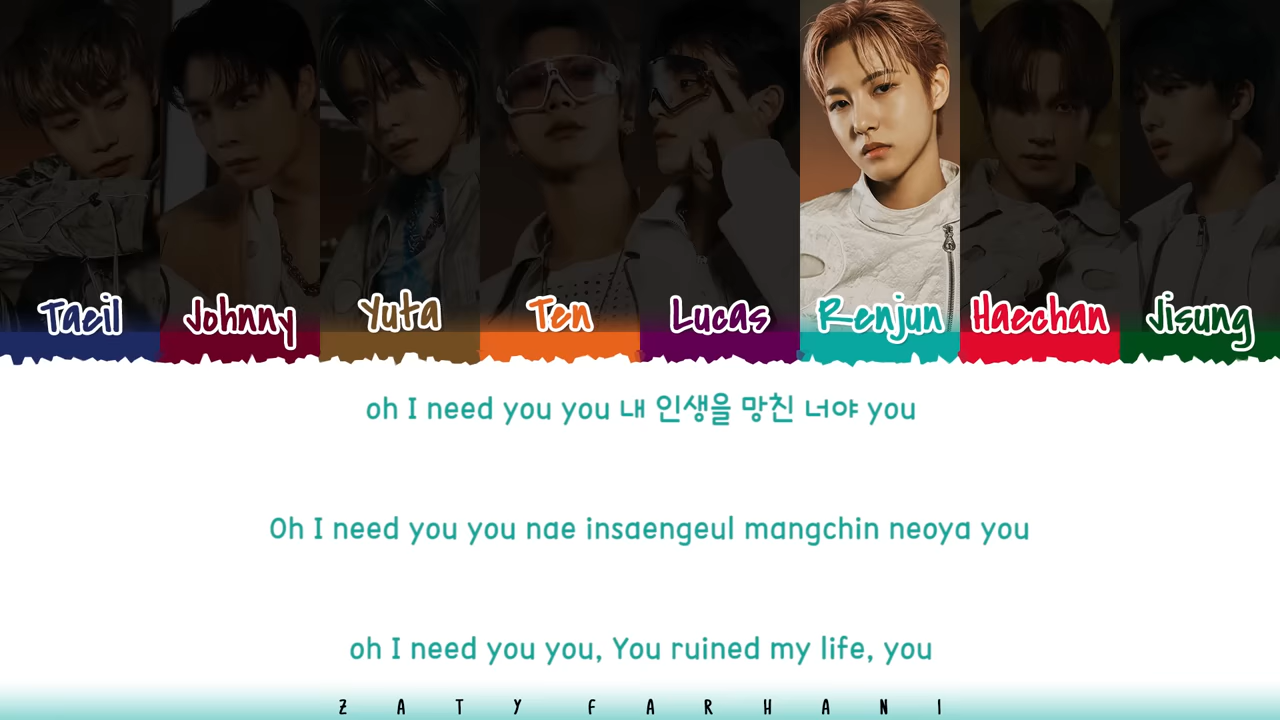 Taeil Johnny Yuta Ten Lucas Renjun Haechan Jisung
oh I need you you 내 인생을 망친 너야 you
Oh I need you you nae insaengeul mangchin neoya you
oh I need you you, You ruined my life, you
ZATY FARHANI